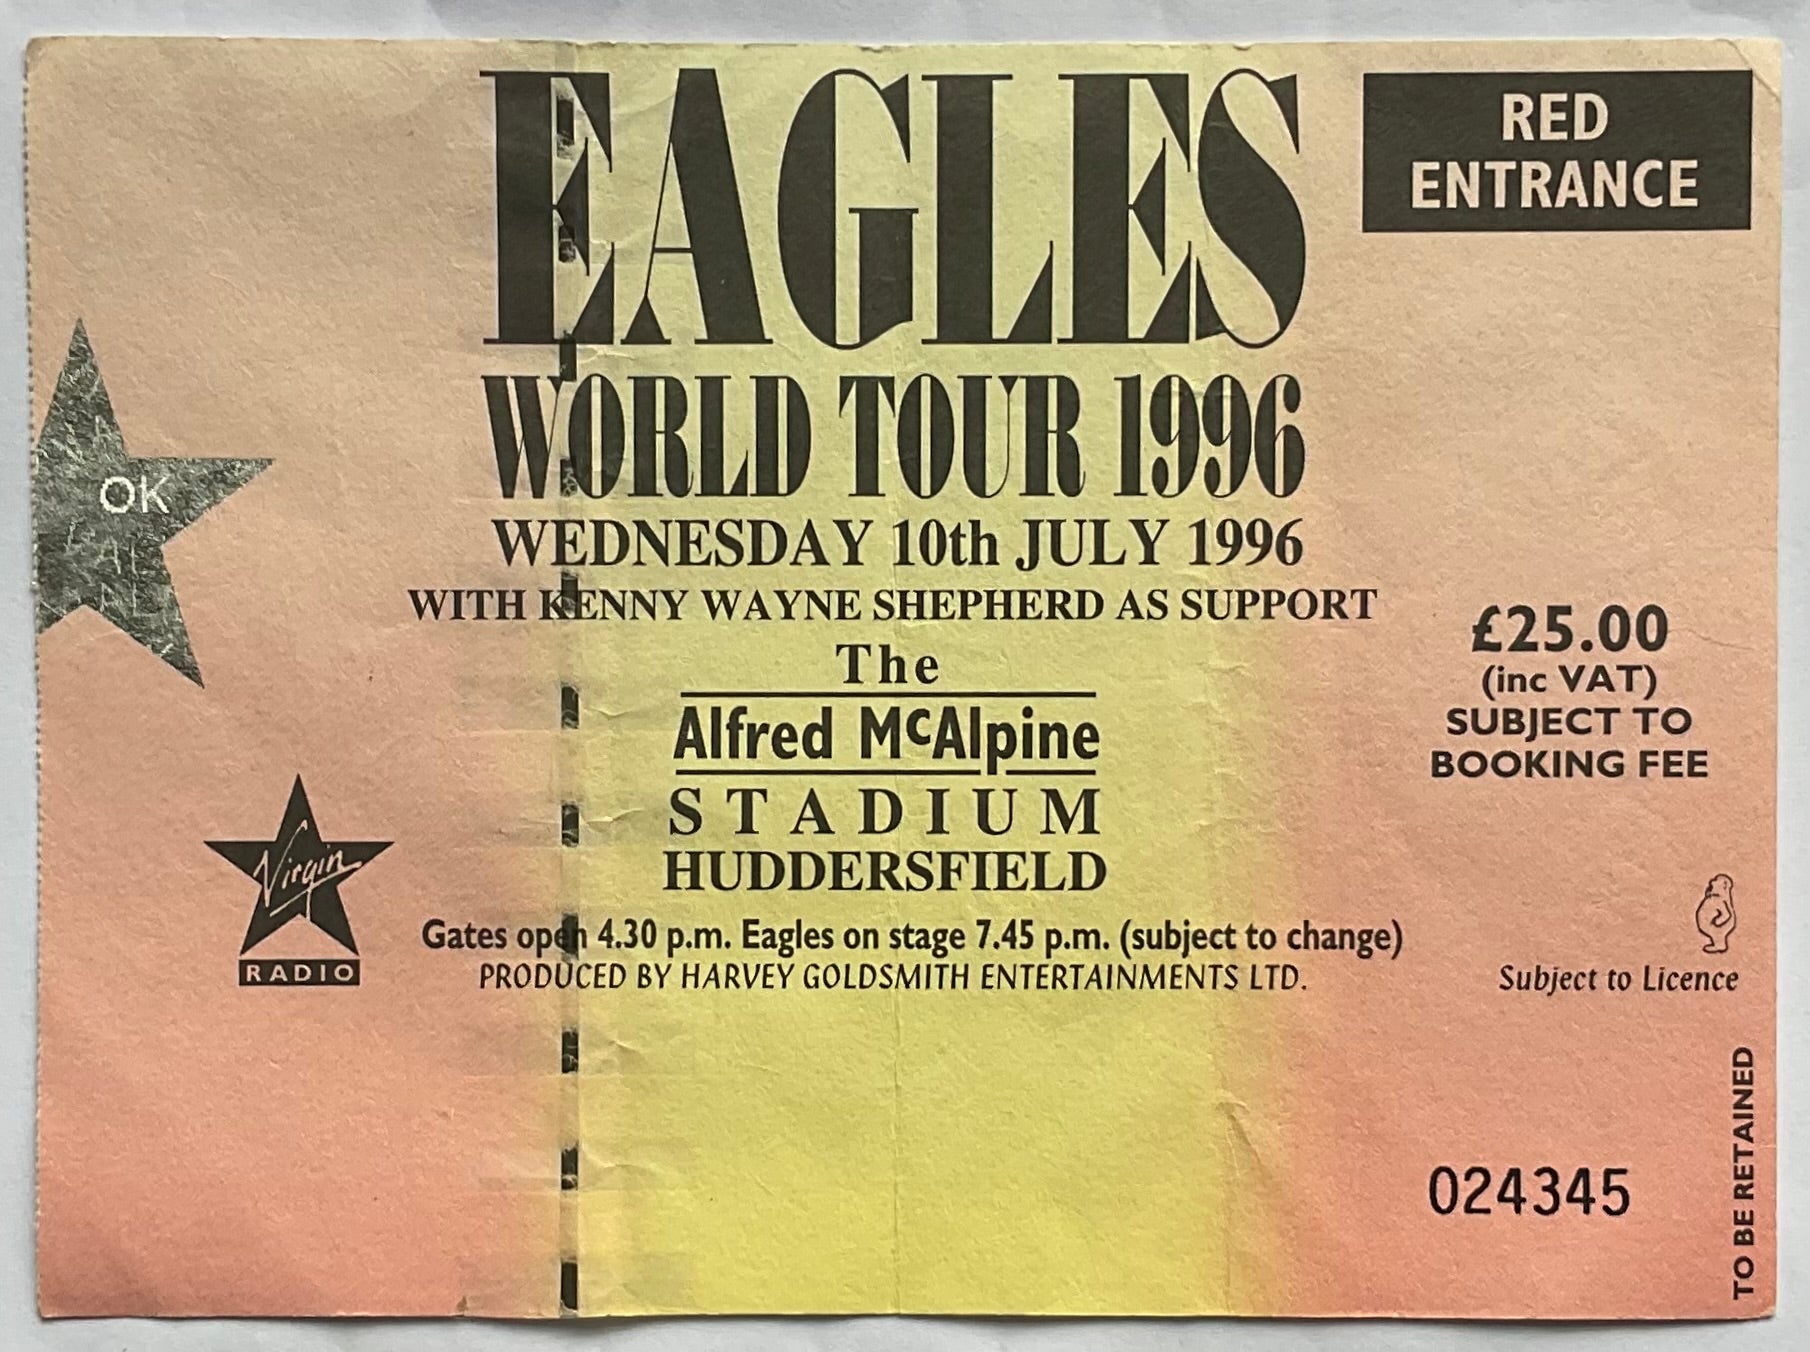 EAGLES
WORLD TOUR 1996
WEDNESDAY 10th JULY 1996
WITH KENNY WAYNE SHEPHERD AS SUPPORT
The
Alfred McAlpine
STADIUM
HUDDERSFIELD
Gates open 4.30 p.m. Eagles on stage 7.45 p.m. (subject to change)
PRODUCED BY HARVEY GOLDSMITH ENTERTAINMENTS LTD.
RED
ENTRANCE
£25.00
(inc VAT)
SUBJECT TO
BOOKING FEE
Subject to Licence
024345
TO BE RETAINED
OK
Virgin
RADIO